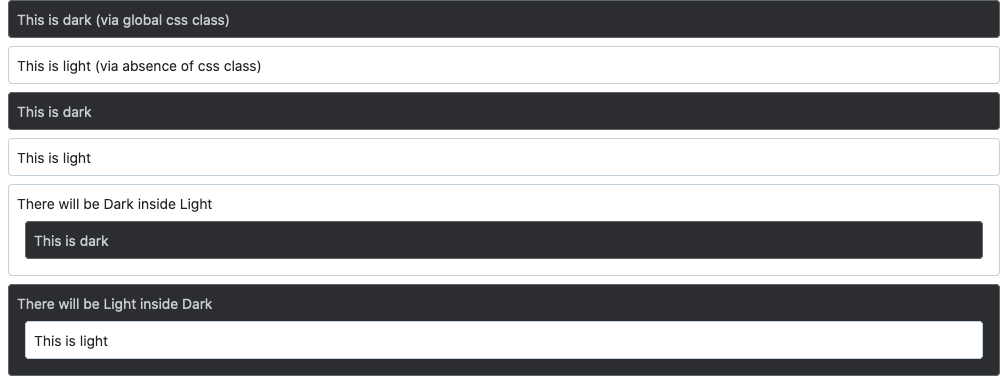 This is dark (via global css class)
This is light (via absence of css class)
This is dark
This is light
There will be Dark inside Light
This is dark
There will be Light inside Dark
This is light